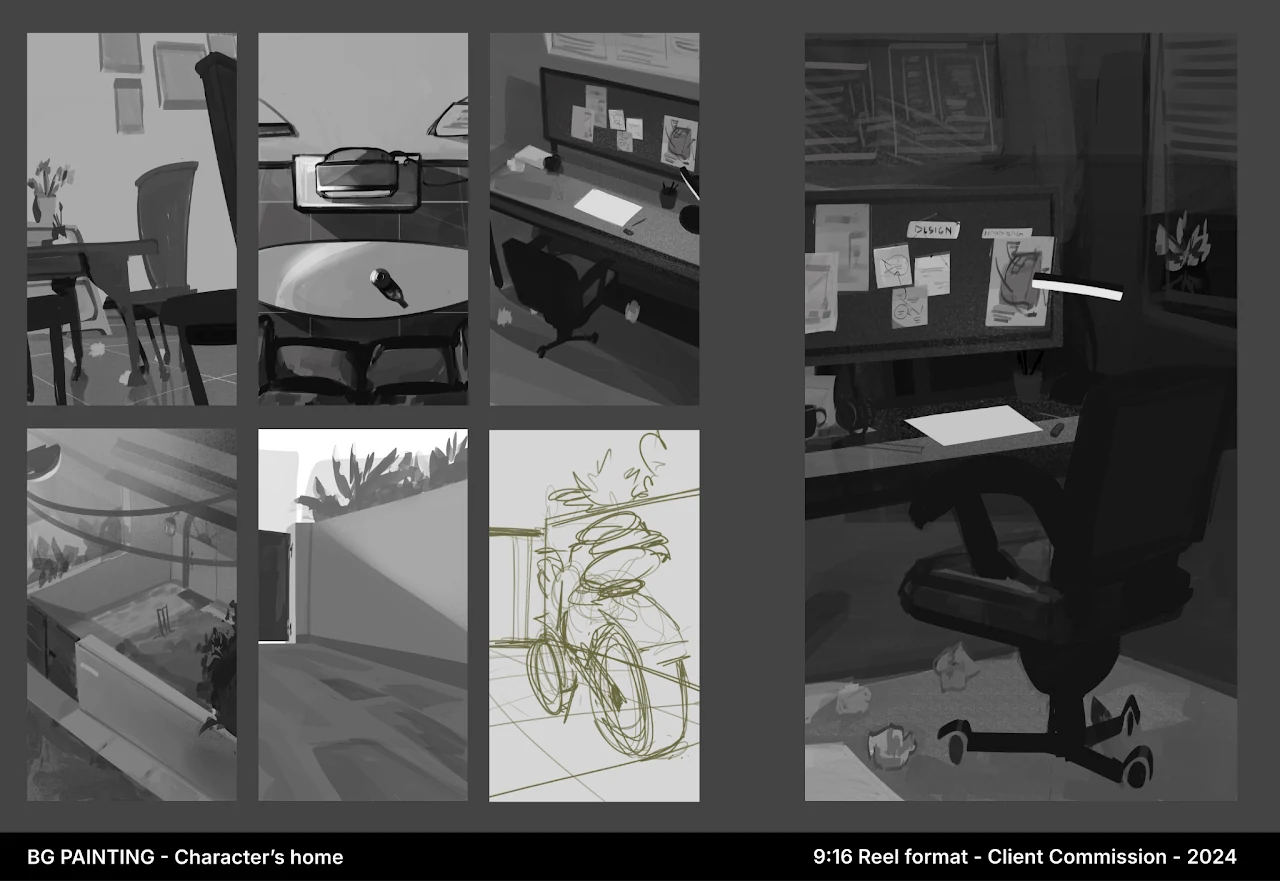 DESIGN
BG PAINTING - Character's home
9:16 Reel format - Client Commission - 2024